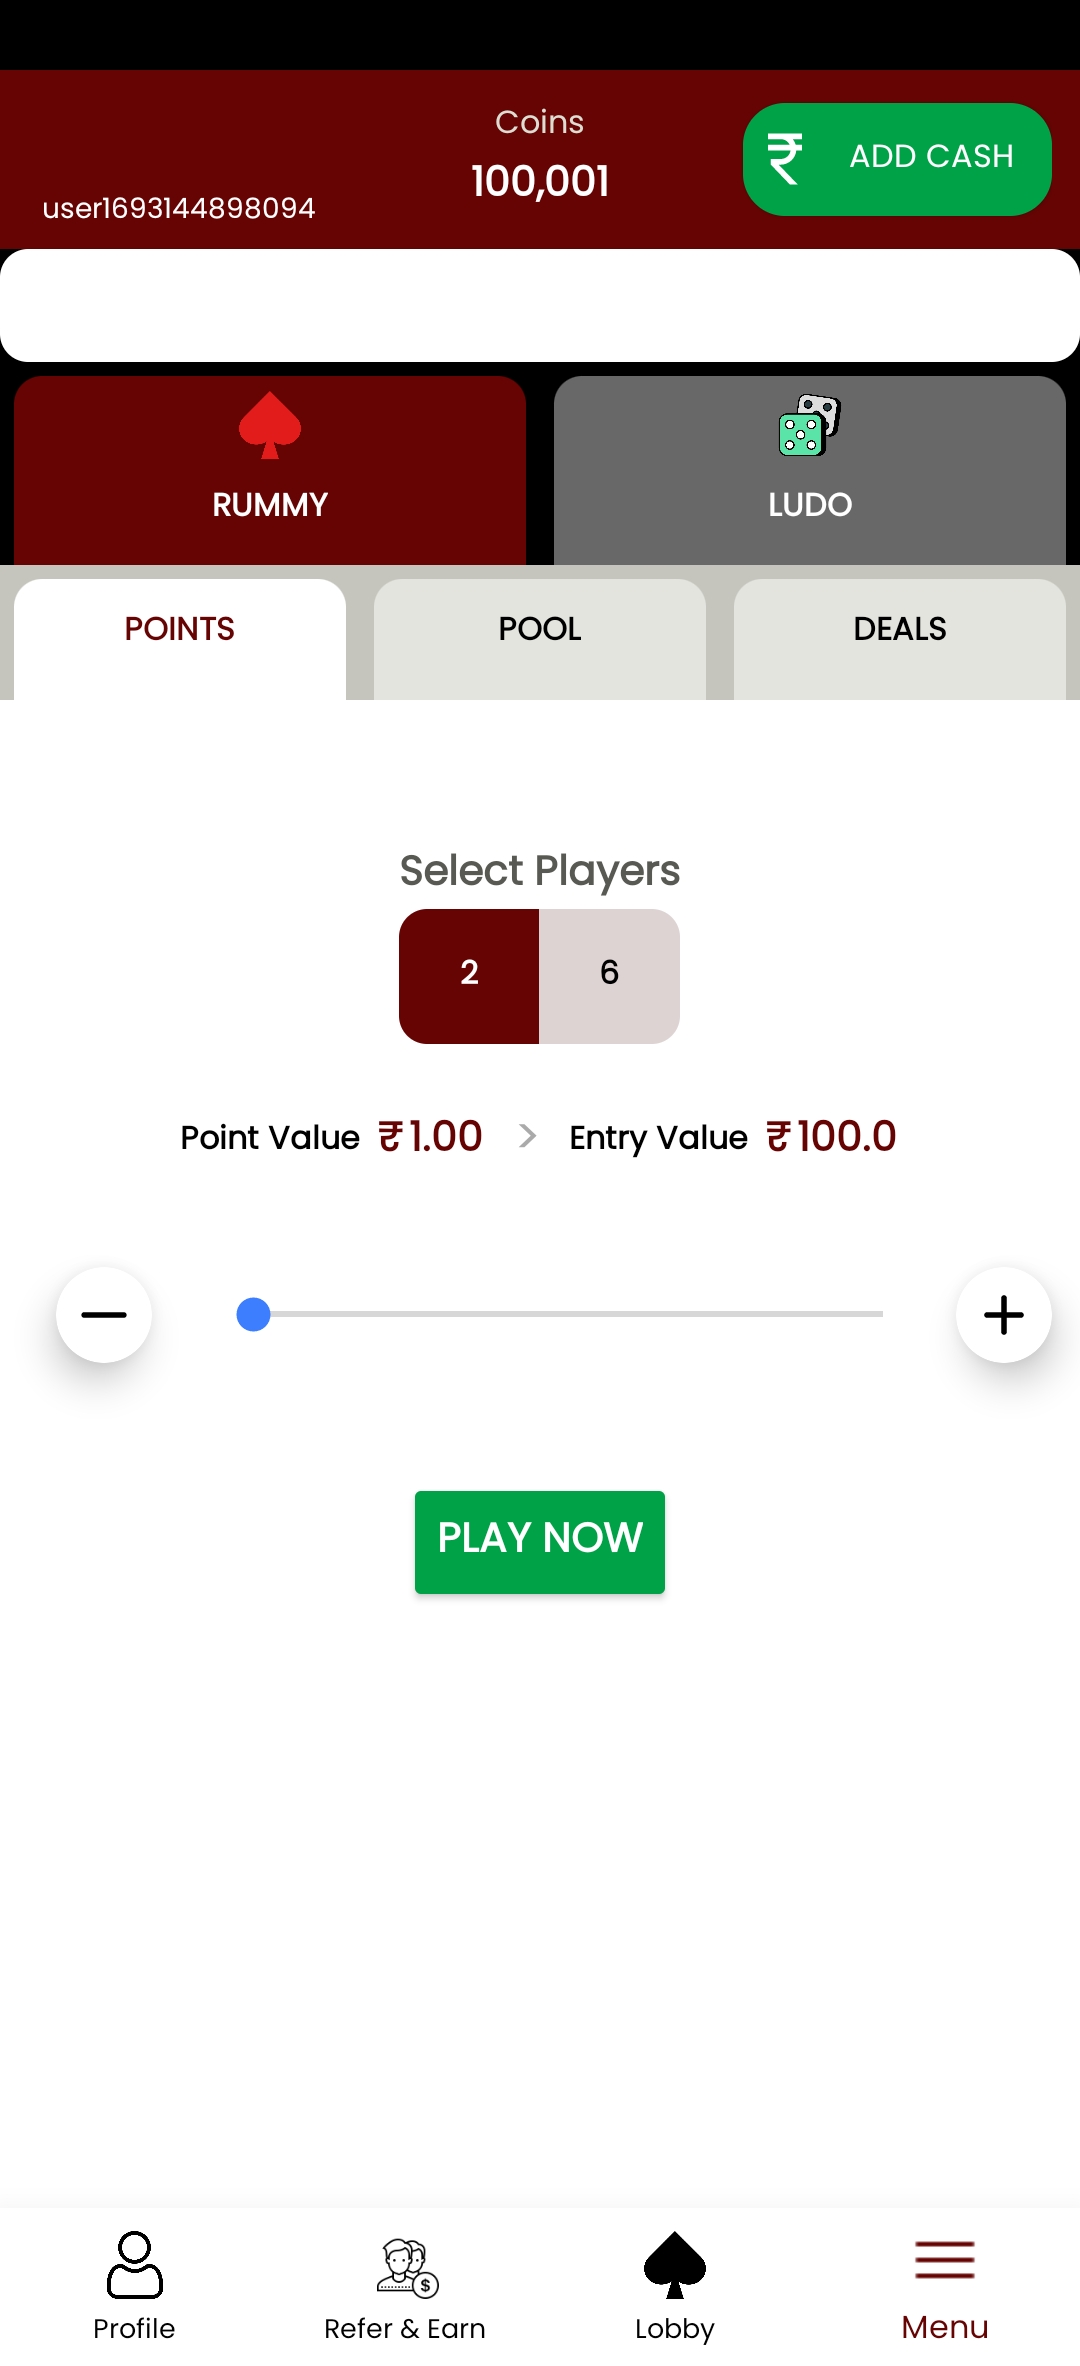 Coins
100,001
₹ ADD CASH
user1693144898094
RUMMY
LUDO
POINTS
POOL
DEALS
Select Players
2
6
Point Value ₹1.00 > Entry Value ₹100.0
PLAY NOW
Profile
Refer & Earn
Lobby
Menu